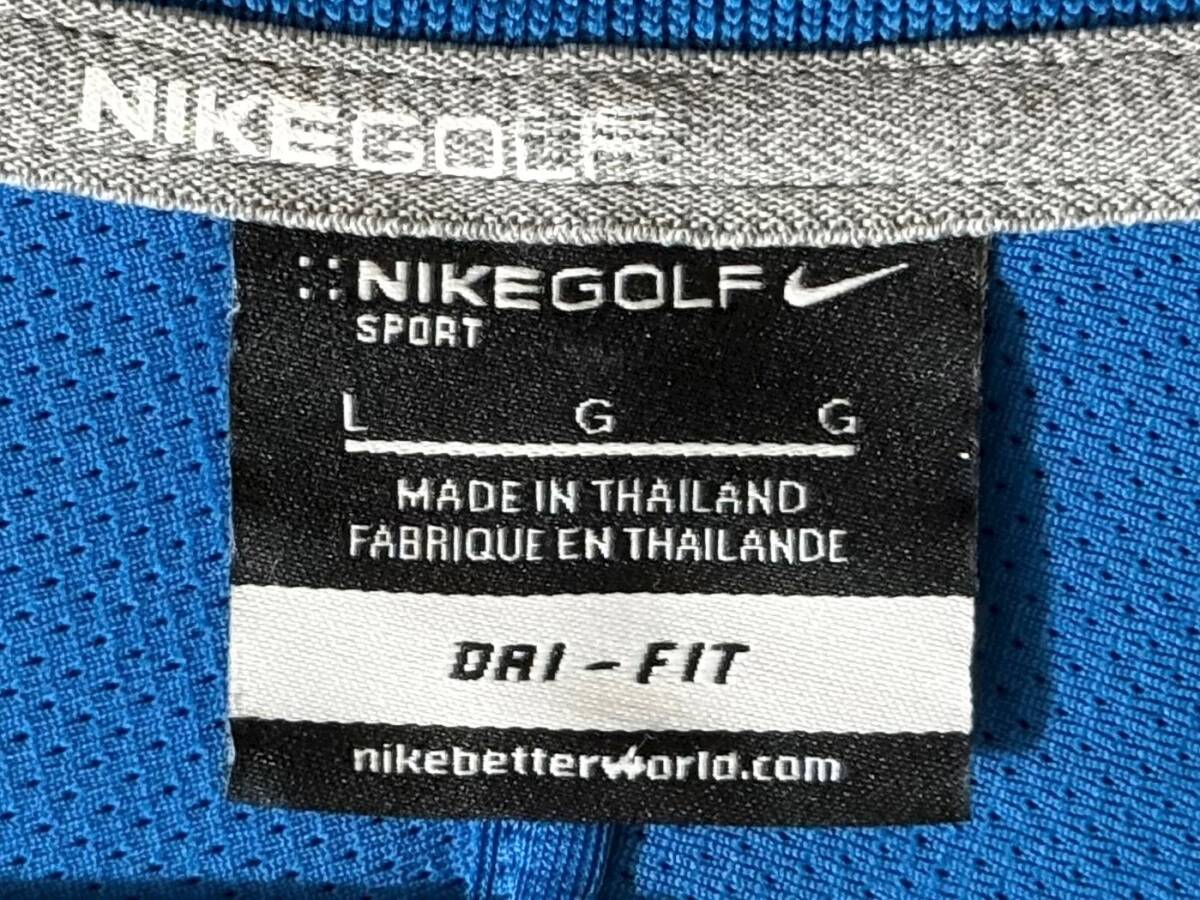 NIKEGOLF
NIKEGOLF
SPORT
L G G
MADE IN THAILAND
FABRIQUE EN THAILANDE
DRI-FIT
nikebetterworld.com